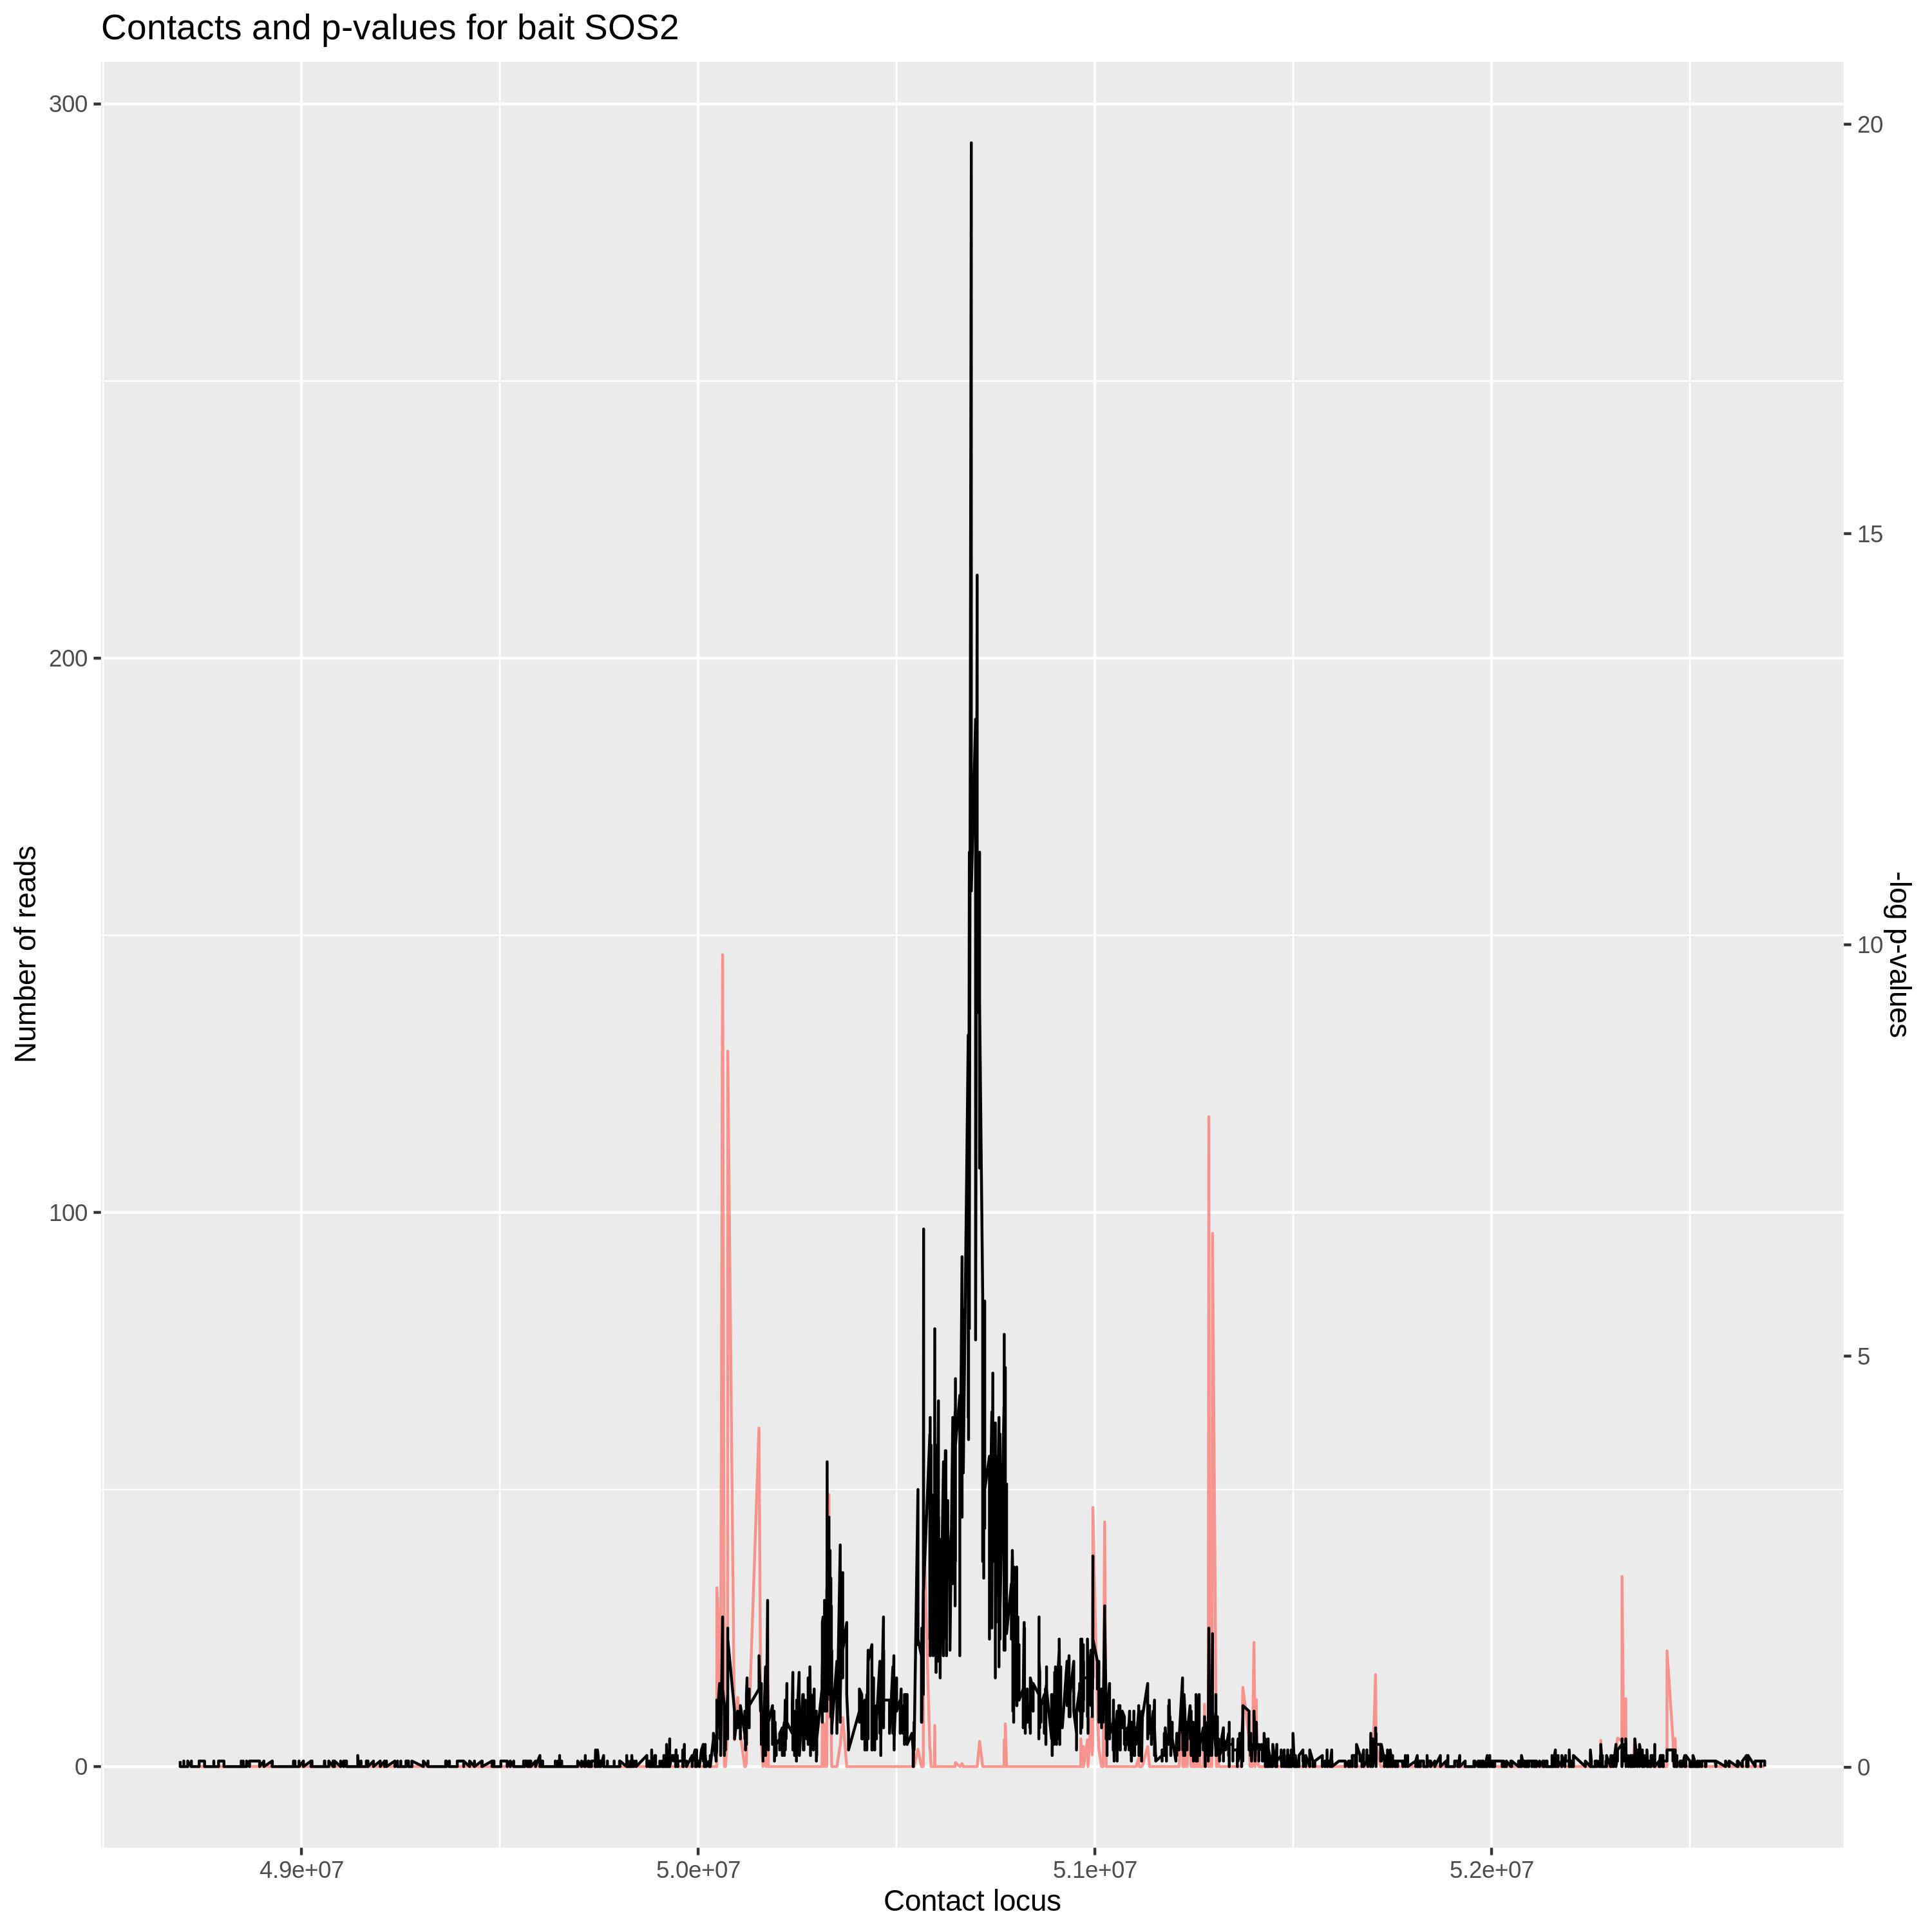 Contacts and p-values for bait SOS2
300
200
100
0
Number of reads
20
15
10
5
0
-log p-values
4.9e+07
5.0e+07
5.1e+07
5.2e+07
Contact locus